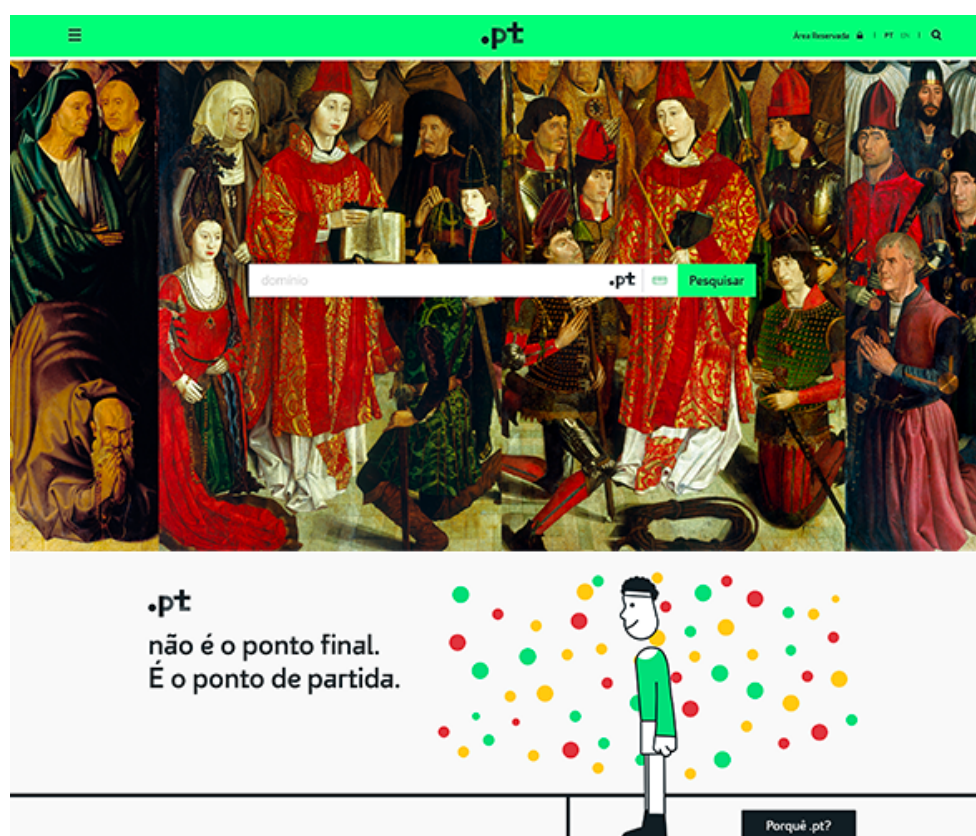 .pt
Área Reservada | PT EN |
domínio .pt Pesquisar
.pt
não é o ponto final.
É o ponto de partida.
Porquê .pt?